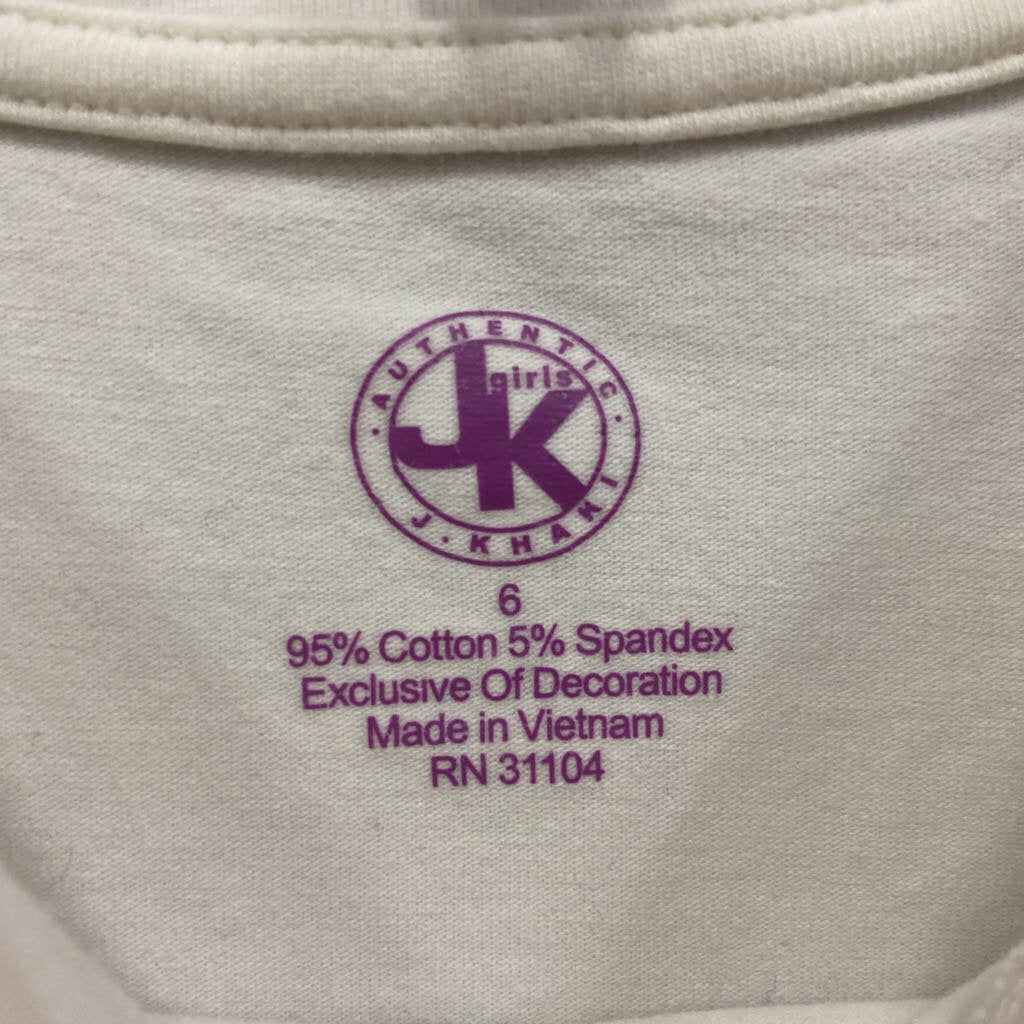 AUTHENTIC
girls
JK
J. KHAKI
6
95% Cotton 5% Spandex
Exclusive Of Decoration
Made in Vietnam
RN 31104